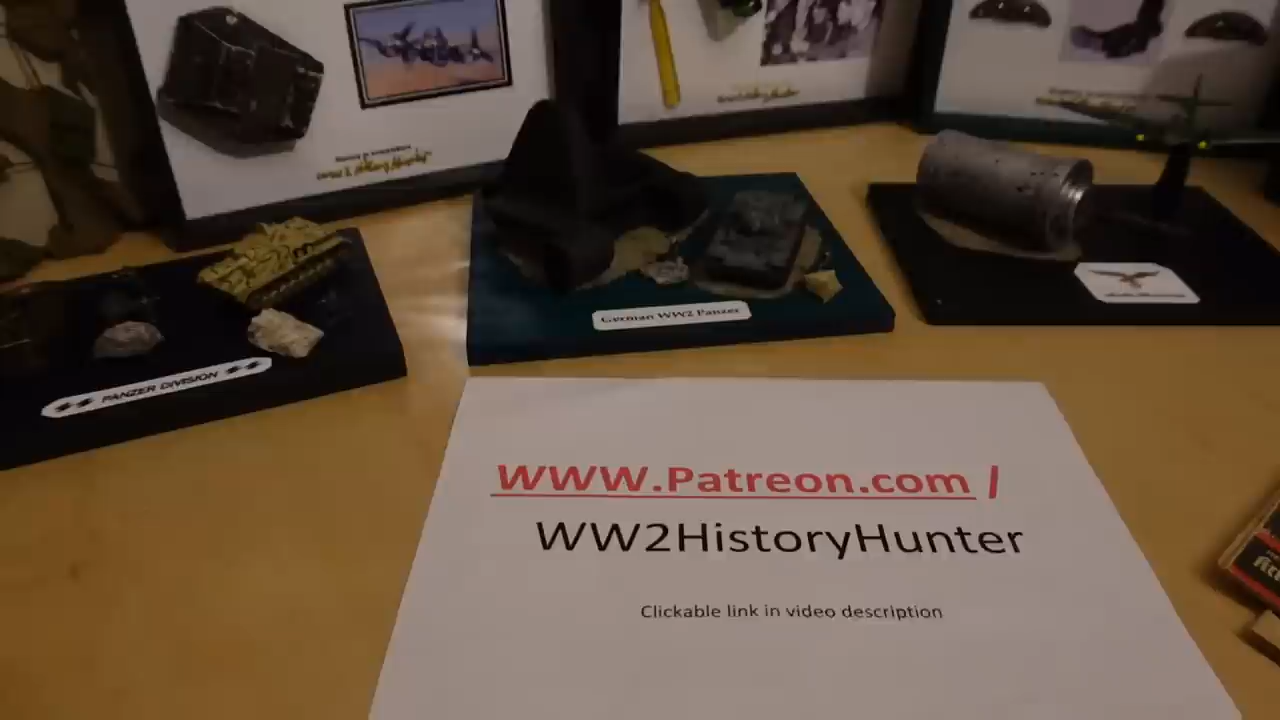 German WW2 Panzer
PANZER DIVISION
WWW.Patreon.com /
WW2HistoryHunter
Clickable link in video description